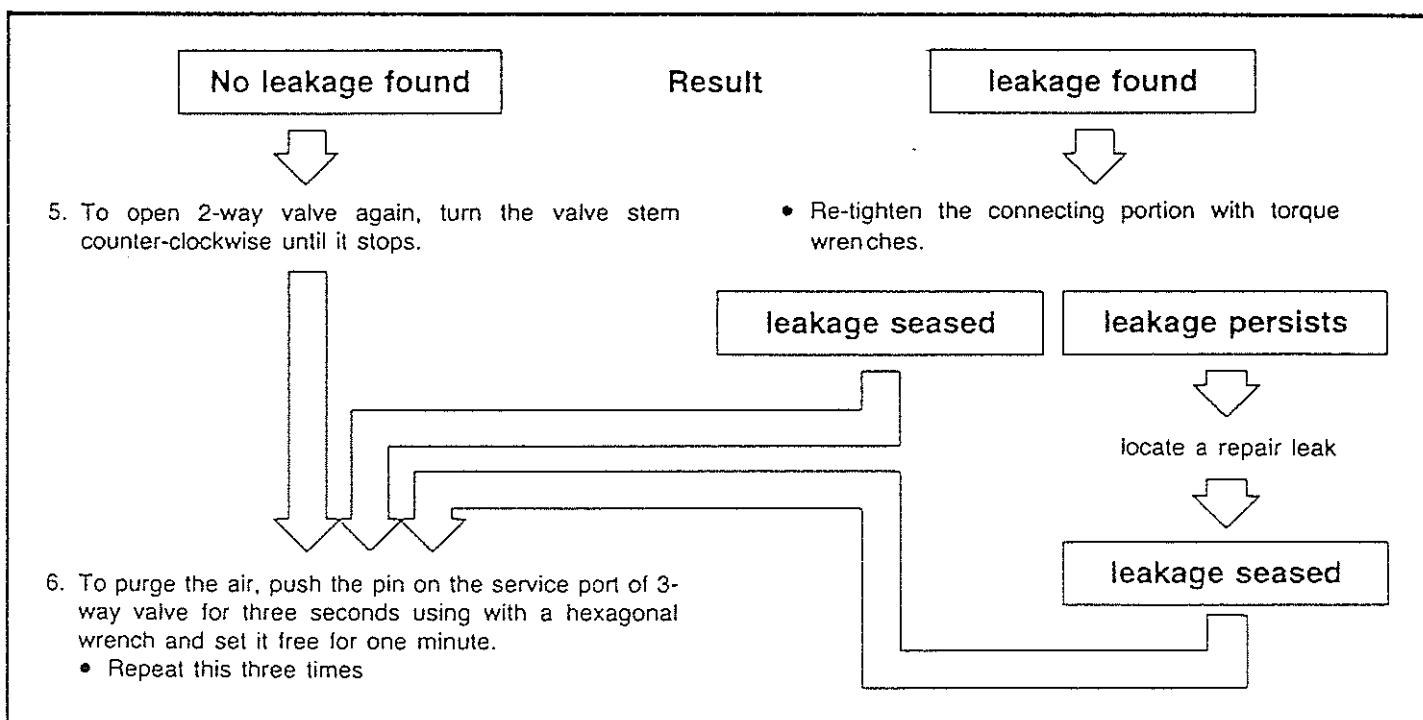 No leakage found
Result
leakage found
5. To open 2-way valve again, turn the valve stem
counter-clockwise until it stops.
• Re-tighten the connecting portion with torque
wrenches.
leakage seased
leakage persists
locate a repair leak
leakage seased
6. To purge the air, push the pin on the service port of 3-
way valve for three seconds using with a hexagonal
wrench and set it free for one minute.
• Repeat this three times